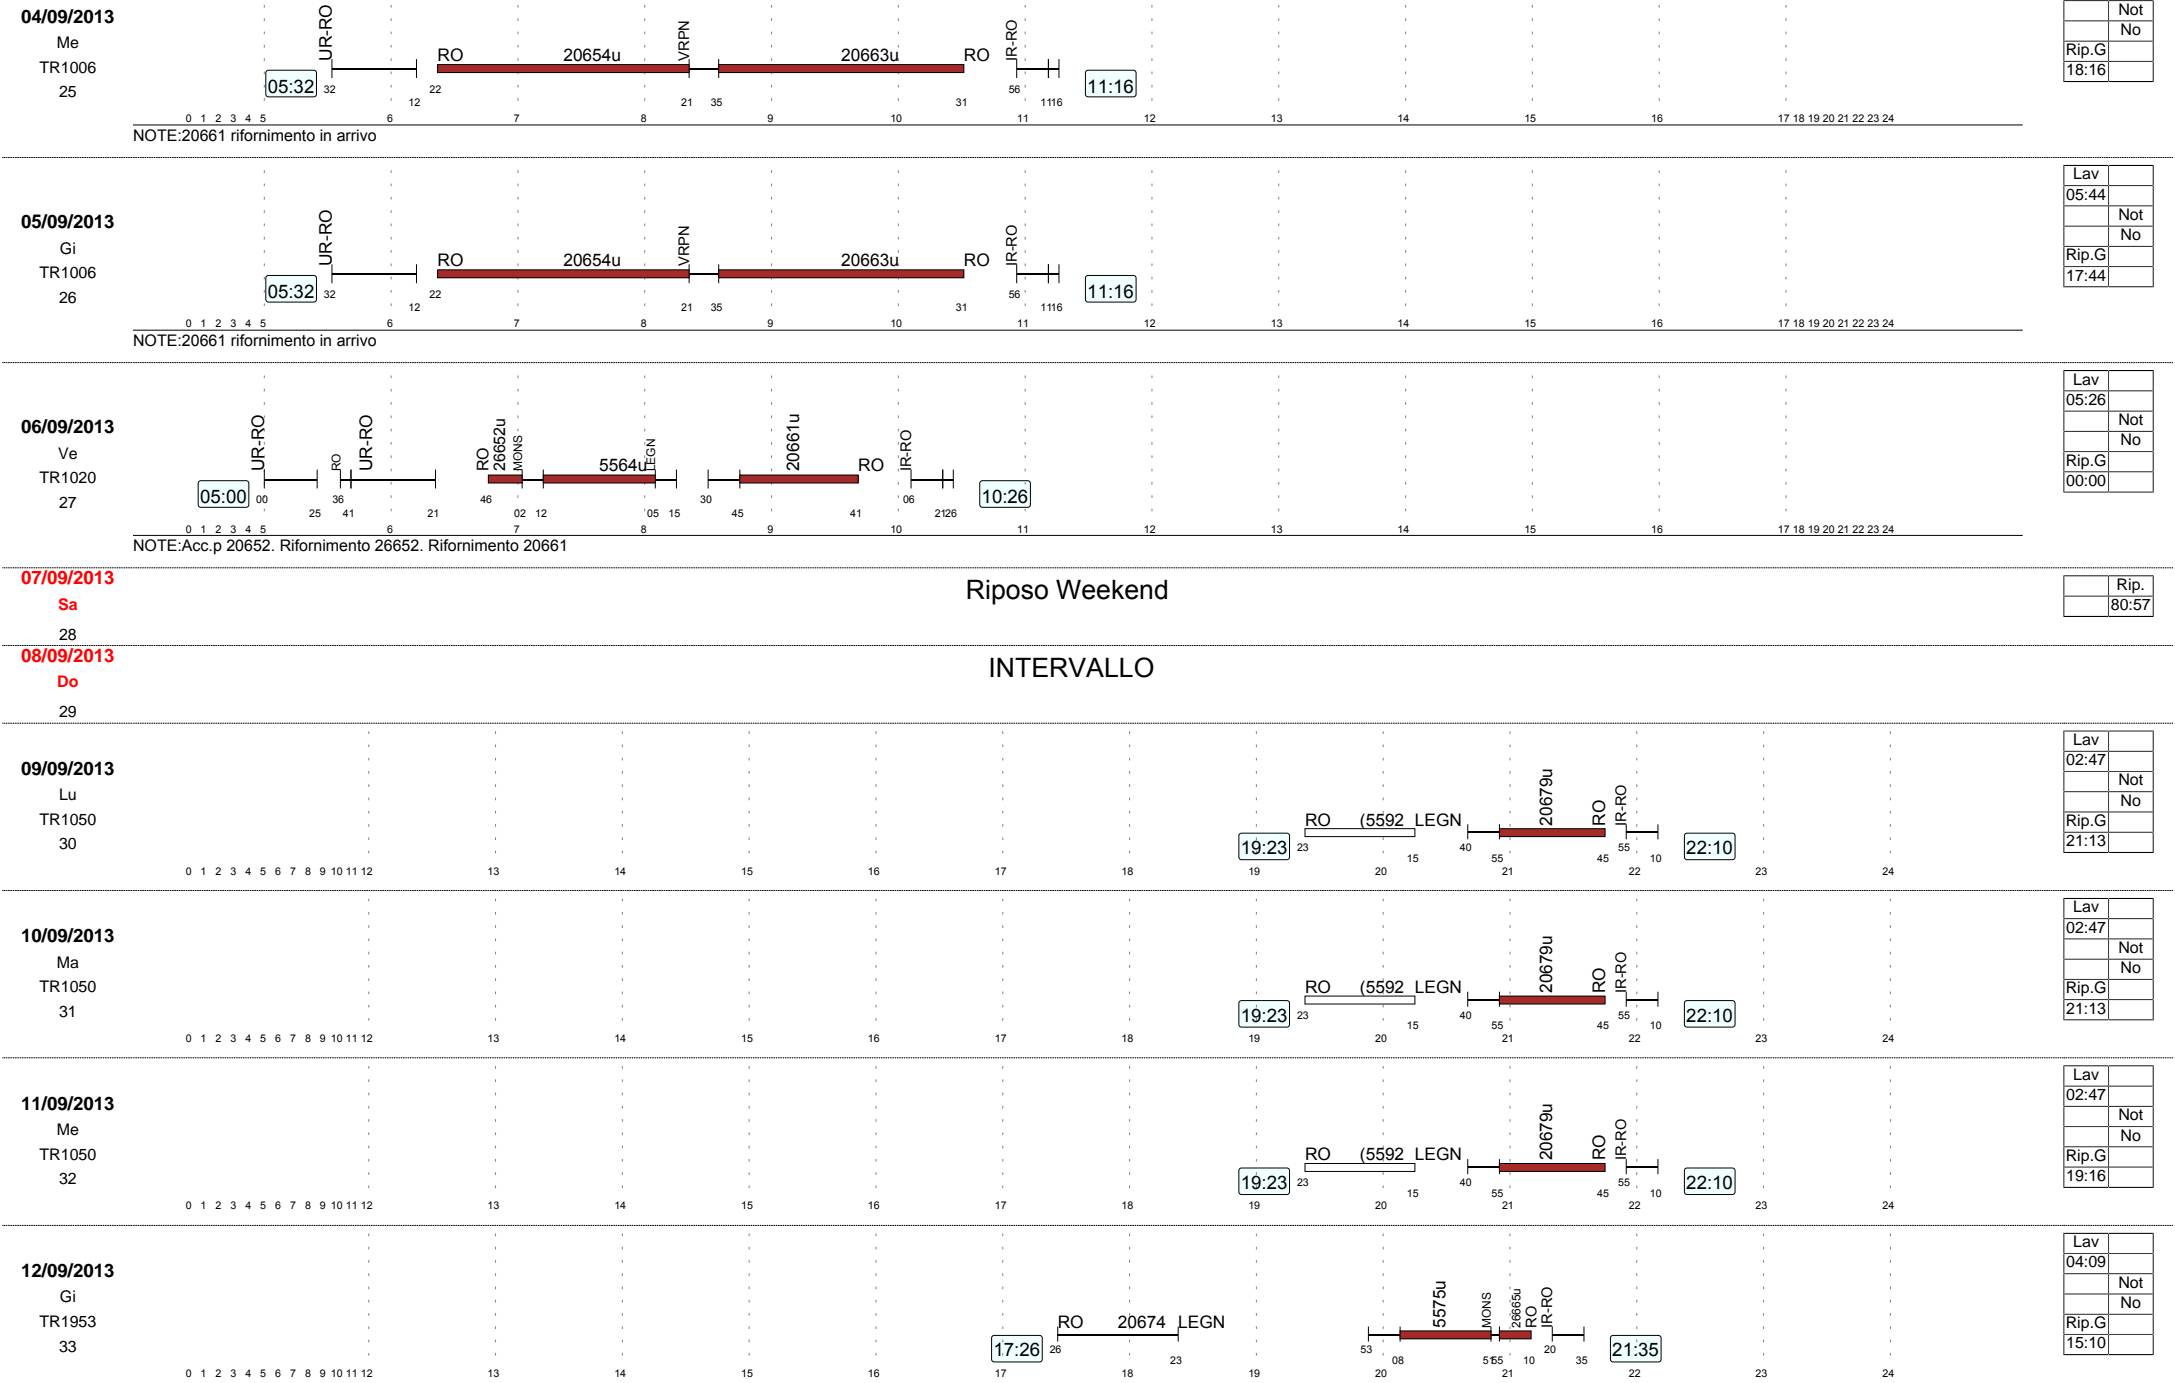 04/09/2013
Me
TR1006
25
05:32
UR-RO
32
12
RO 20654u VRPN 20663u RO
22 21 35 31
IR-RO
56 11 16
11:16
Not
No
Rip.G
18:16
0 1 2 3 4 5 6 7 8 9 10 11 12 13 14 15 16 17 18 19 20 21 22 23 24
NOTE:20661 rifornimento in arrivo
05/09/2013
Gi
TR1006
26
05:32
UR-RO
32
12
RO 20654u VRPN 20663u RO
22 21 35 31
IR-RO
56 11 16
11:16
Lav
05:44
Not
No
Rip.G
17:44
0 1 2 3 4 5 6 7 8 9 10 11 12 13 14 15 16 17 18 19 20 21 22 23 24
NOTE:20661 rifornimento in arrivo
06/09/2013
Ve
TR1020
27
05:00
UR-RO
00 25
RO UR-RO
36 41 21
RO 26652u MONS 5564u LEGN
46 02 12 05 15
20661u RO
30 45 41
IR-RO
06 21 26
10:26
Lav
05:26
Not
No
Rip.G
00:00
0 1 2 3 4 5 6 7 8 9 10 11 12 13 14 15 16 17 18 19 20 21 22 23 24
NOTE:Acc.p 20652. Rifornimento 26652. Rifornimento 20661
07/09/2013
Sa
28
Riposo Weekend
Rip.
80:57
08/09/2013
Do
29
INTERVALLO
09/09/2013
Lu
TR1050
30
19:23
RO (5592 LEGN
23 15
20679u RO
40 55 45
IR-RO
55 10
22:10
Lav
02:47
Not
No
Rip.G
21:13
0 1 2 3 4 5 6 7 8 9 10 11 12 13 14 15 16 17 18 19 20 21 22 23 24
10/09/2013
Ma
TR1050
31
19:23
RO (5592 LEGN
23 15
20679u RO
40 55 45
IR-RO
55 10
22:10
Lav
02:47
Not
No
Rip.G
21:13
0 1 2 3 4 5 6 7 8 9 10 11 12 13 14 15 16 17 18 19 20 21 22 23 24
11/09/2013
Me
TR1050
32
19:23
RO (5592 LEGN
23 15
20679u RO
40 55 45
IR-RO
55 10
22:10
Lav
02:47
Not
No
Rip.G
19:16
0 1 2 3 4 5 6 7 8 9 10 11 12 13 14 15 16 17 18 19 20 21 22 23 24
12/09/2013
Gi
TR1953
33
17:26
RO 20674 LEGN
26 23
5575u MONS 26665u RO
53 08 51 55 10
IR-RO
20 35
21:35
Lav
04:09
Not
No
Rip.G
15:10
0 1 2 3 4 5 6 7 8 9 10 11 12 13 14 15 16 17 18 19 20 21 22 23 24